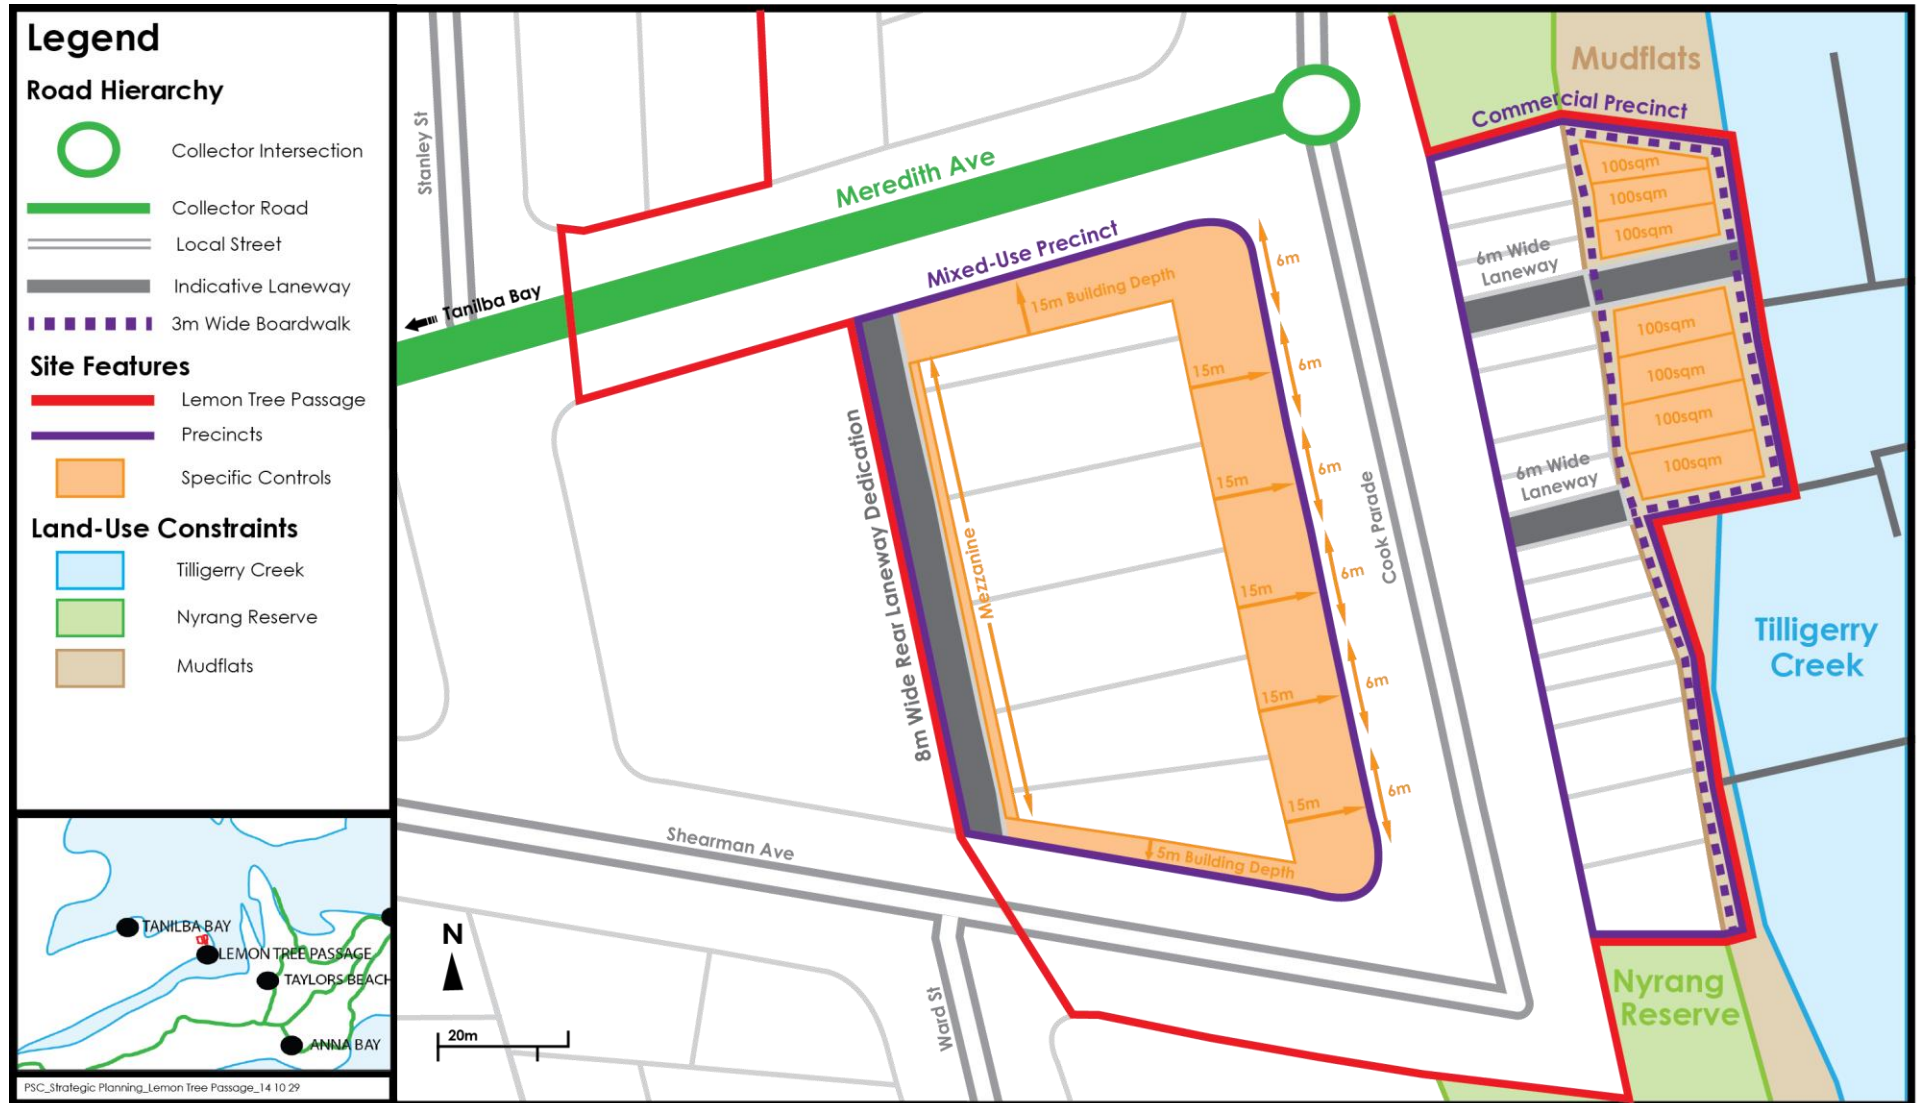 Legend
Road Hierarchy
Collector Intersection
Collector Road
Local Street
Indicative Laneway
3m Wide Boardwalk
Site Features
Lemon Tree Passage
Precincts
Specific Controls
Land-Use Constraints
Tilligerry Creek
Nyrang Reserve
Mudflats
TANILBA BAY
LEMON TREE PASSAGE
TAYLORS BEACH
ANNA BAY
PSC_Strategic Planning_Lemon Tree Passage_14 10 29
Stanley St
Meredith Ave
Tanilba Bay
Mixed-Use Precinct
15m Building Depth
8m Wide Rear Laneway Dedication
Mezzanine
15m
15m
15m
15m
15m
6m
6m
6m
6m
6m
6m
5m Building Depth
Cook Parade
Shearman Ave
Ward St
N
20m
Mudflats
Commercial Precinct
100sqm
100sqm
100sqm
6m Wide
Laneway
100sqm
100sqm
100sqm
100sqm
6m Wide
Laneway
Tilligerry
Creek
Nyrang
Reserve